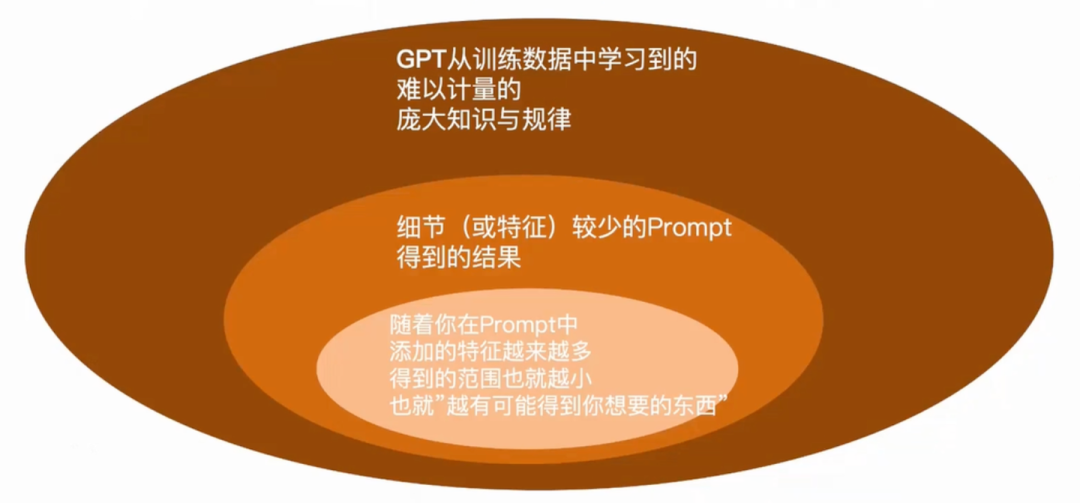 GPT从训练数据中学习到的
难以计量的
庞大知识与规律
细节（或特征）较少的Prompt
得到的结果
随着你在Prompt中
添加的特征越来越多
得到的范围也就越小
也就”越有可能得到你想要的东西”